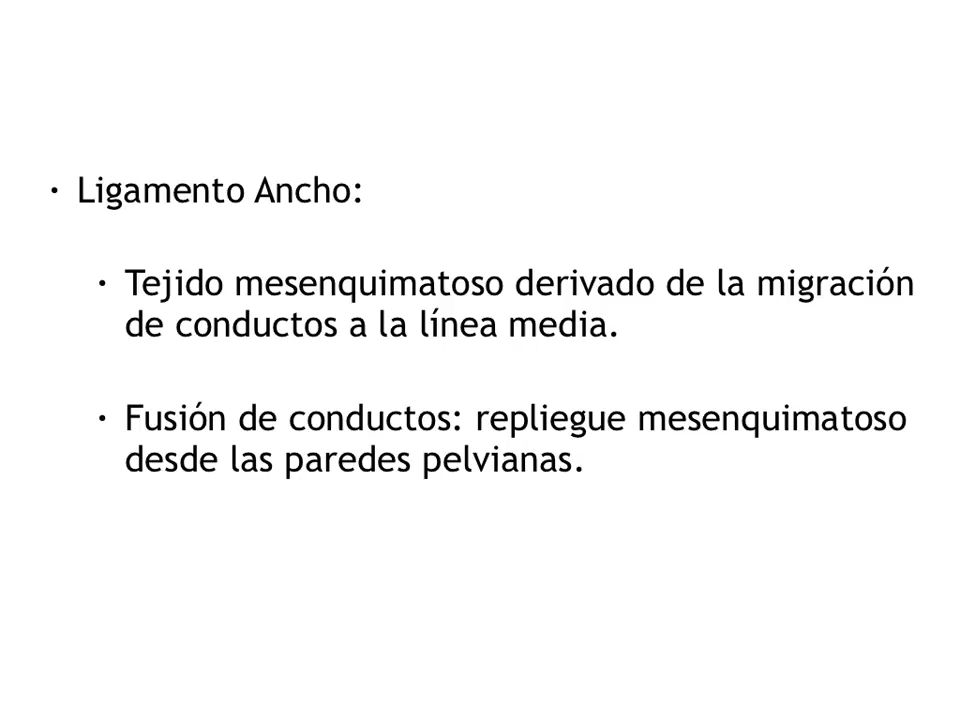 · Ligamento Ancho:
· Tejido mesenquimatoso derivado de la migración
de conductos a la línea media.
· Fusión de conductos: repliegue mesenquimatoso
desde las paredes pelvianas.